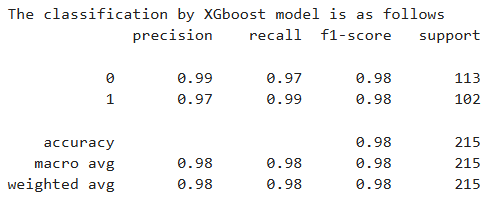 The classification by XGboost model is as follows
precision recall f1-score support
0 0.99 0.97 0.98 113
1 0.97 0.99 0.98 102
accuracy 0.98 215
macro avg 0.98 0.98 0.98 215
weighted avg 0.98 0.98 0.98 215